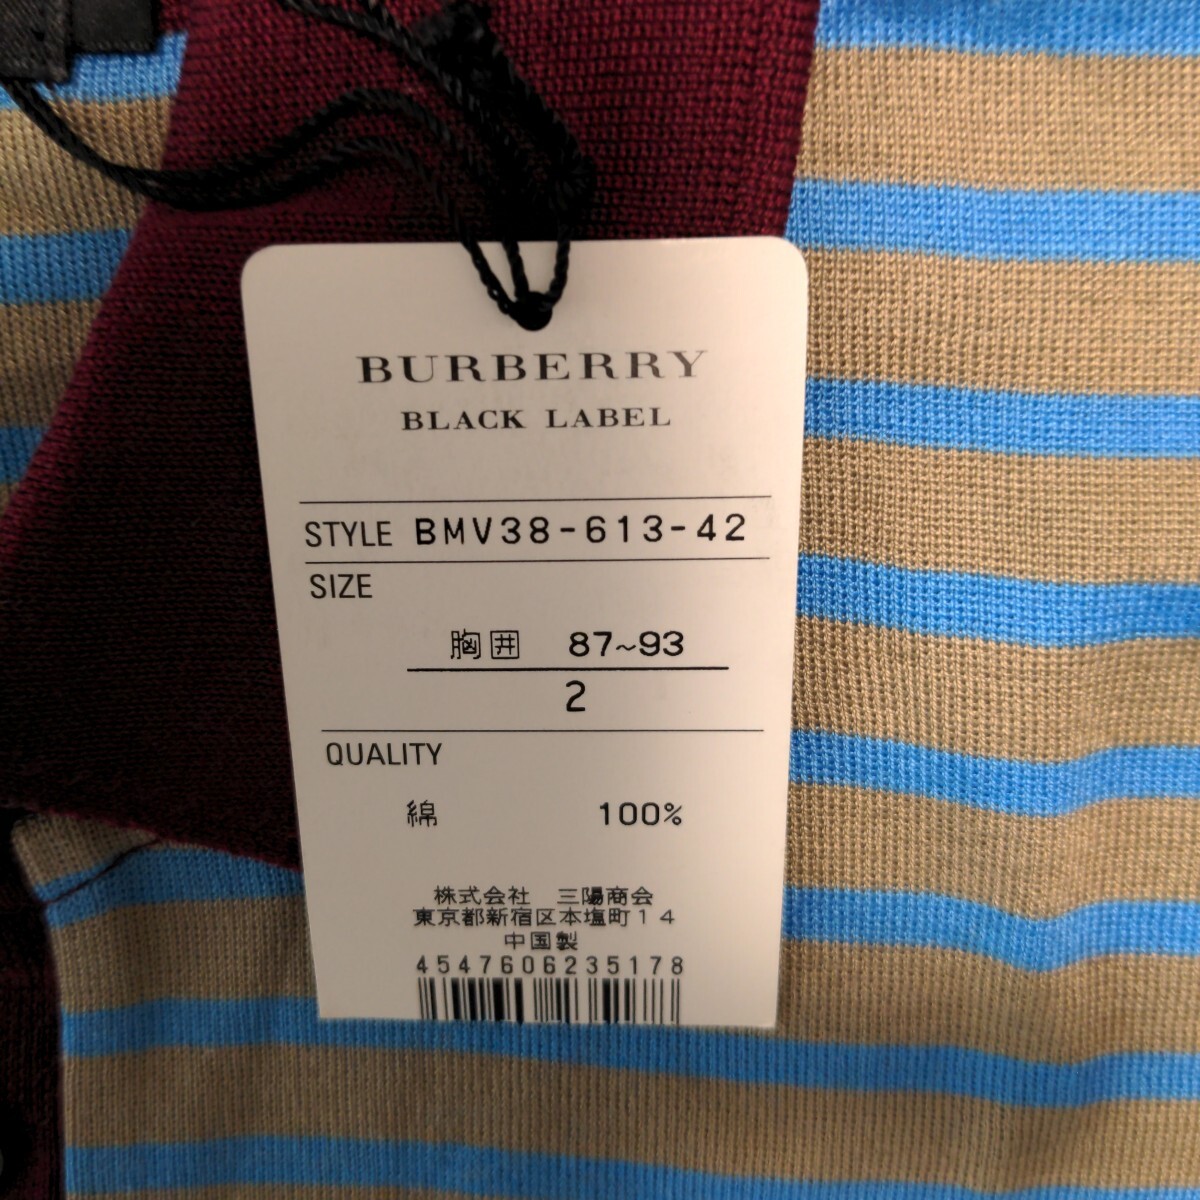 BURBERRY
BLACK LABEL
STYLE BMV38-613-42
SIZE
胸囲 87~93
2
QUALITY
綿 100%
株式会社 三陽商会
東京都新宿区本塩町14
中国製
4547606235178